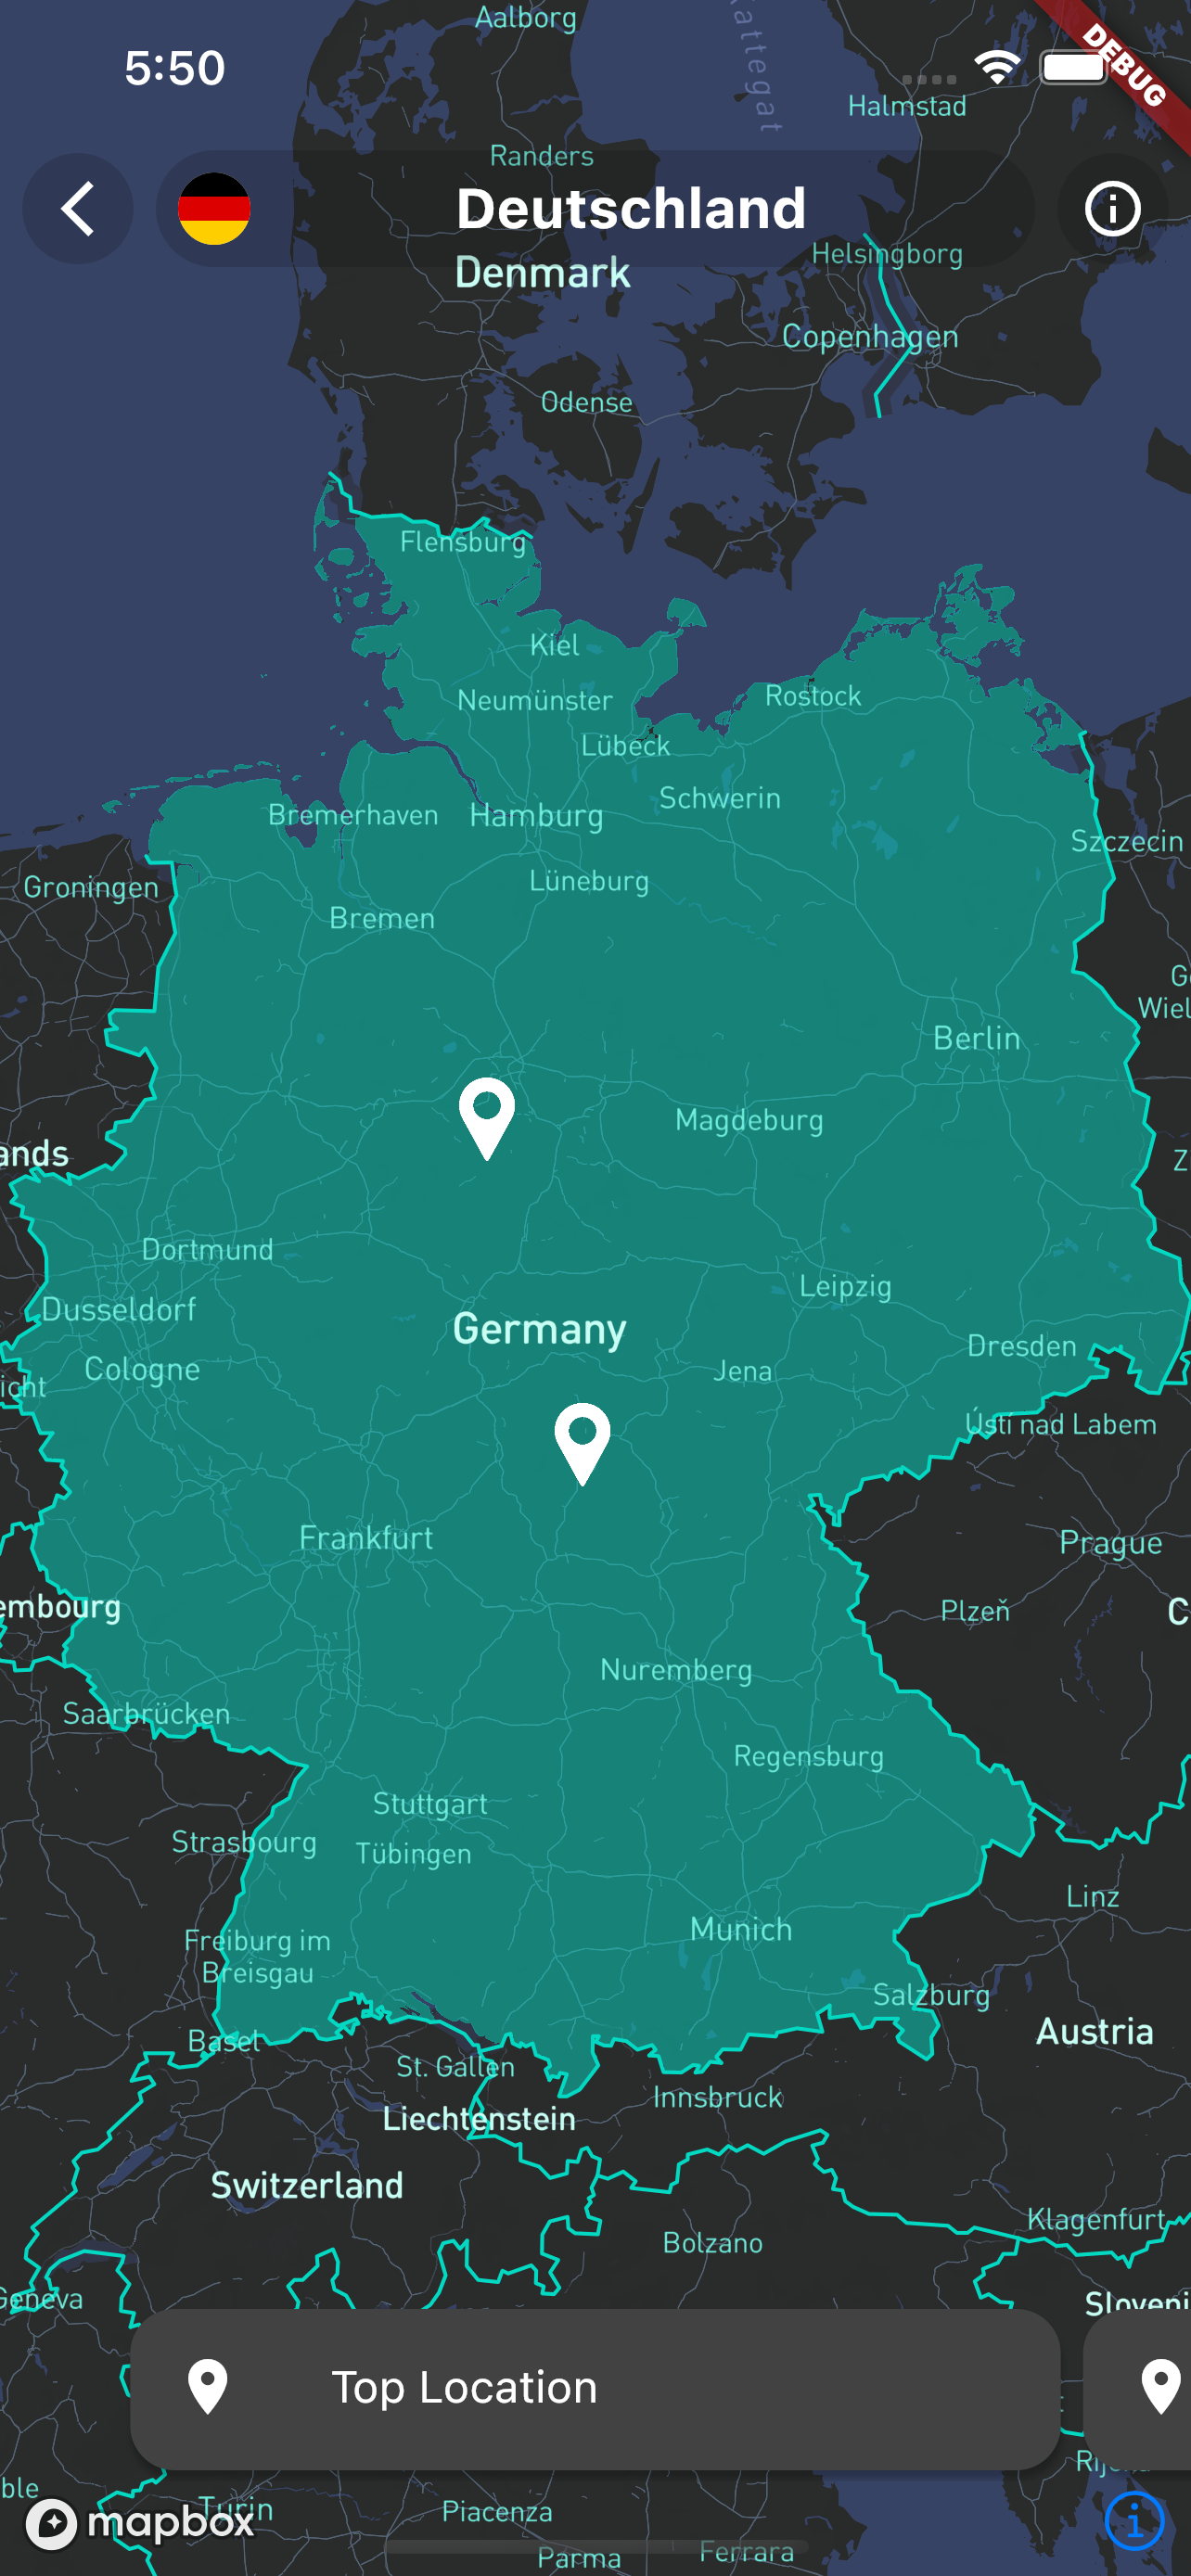 Aalborg
5:50
DEBUG
Kattegat
Halmstad
Randers
Deutschland
Helsingborg
Denmark
Copenhagen
Odense
Flensburg
Kiel
Neumünster
Rostock
Lübeck
Schwerin
Bremerhaven
Hamburg
Szczecin
Groningen
Lüneburg
Bremen
Wiel
Berlin
Magdeburg
ands
Z
Dortmund
Leipzig
Dusseldorf
Germany
Dresden
Cologne
Jena
icht
Ústí nad Labem
Frankfurt
Prague
embourg
Plzeň
C
Nuremberg
Saarbrücken
Regensburg
Stuttgart
Strasbourg
Tübingen
Linz
Munich
Freiburg im
Breisgau
Salzburg
Austria
Basel
St. Gallen
Innsbruck
Liechtenstein
Switzerland
Klagenfurt
Bolzano
Geneva
Sloveni
Top Location
ble
mapbox
Turin
Piacenza
Parma
Ferrara